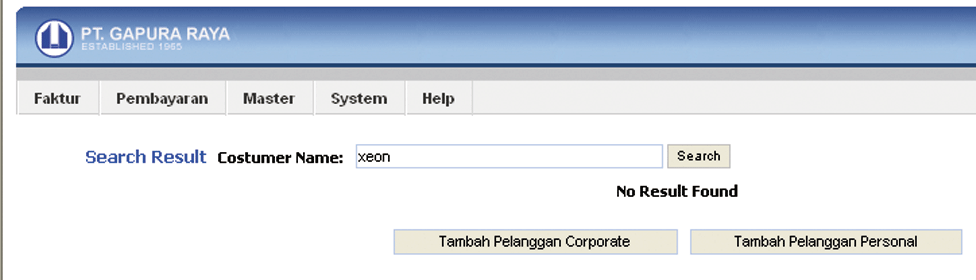 PT. GAPURA RAYA
ESTABLISHED 1965
Faktur Pembayaran Master System Help
Search Result Costumer Name: xeon Search
No Result Found
Tambah Pelanggan Corporate Tambah Pelanggan Personal